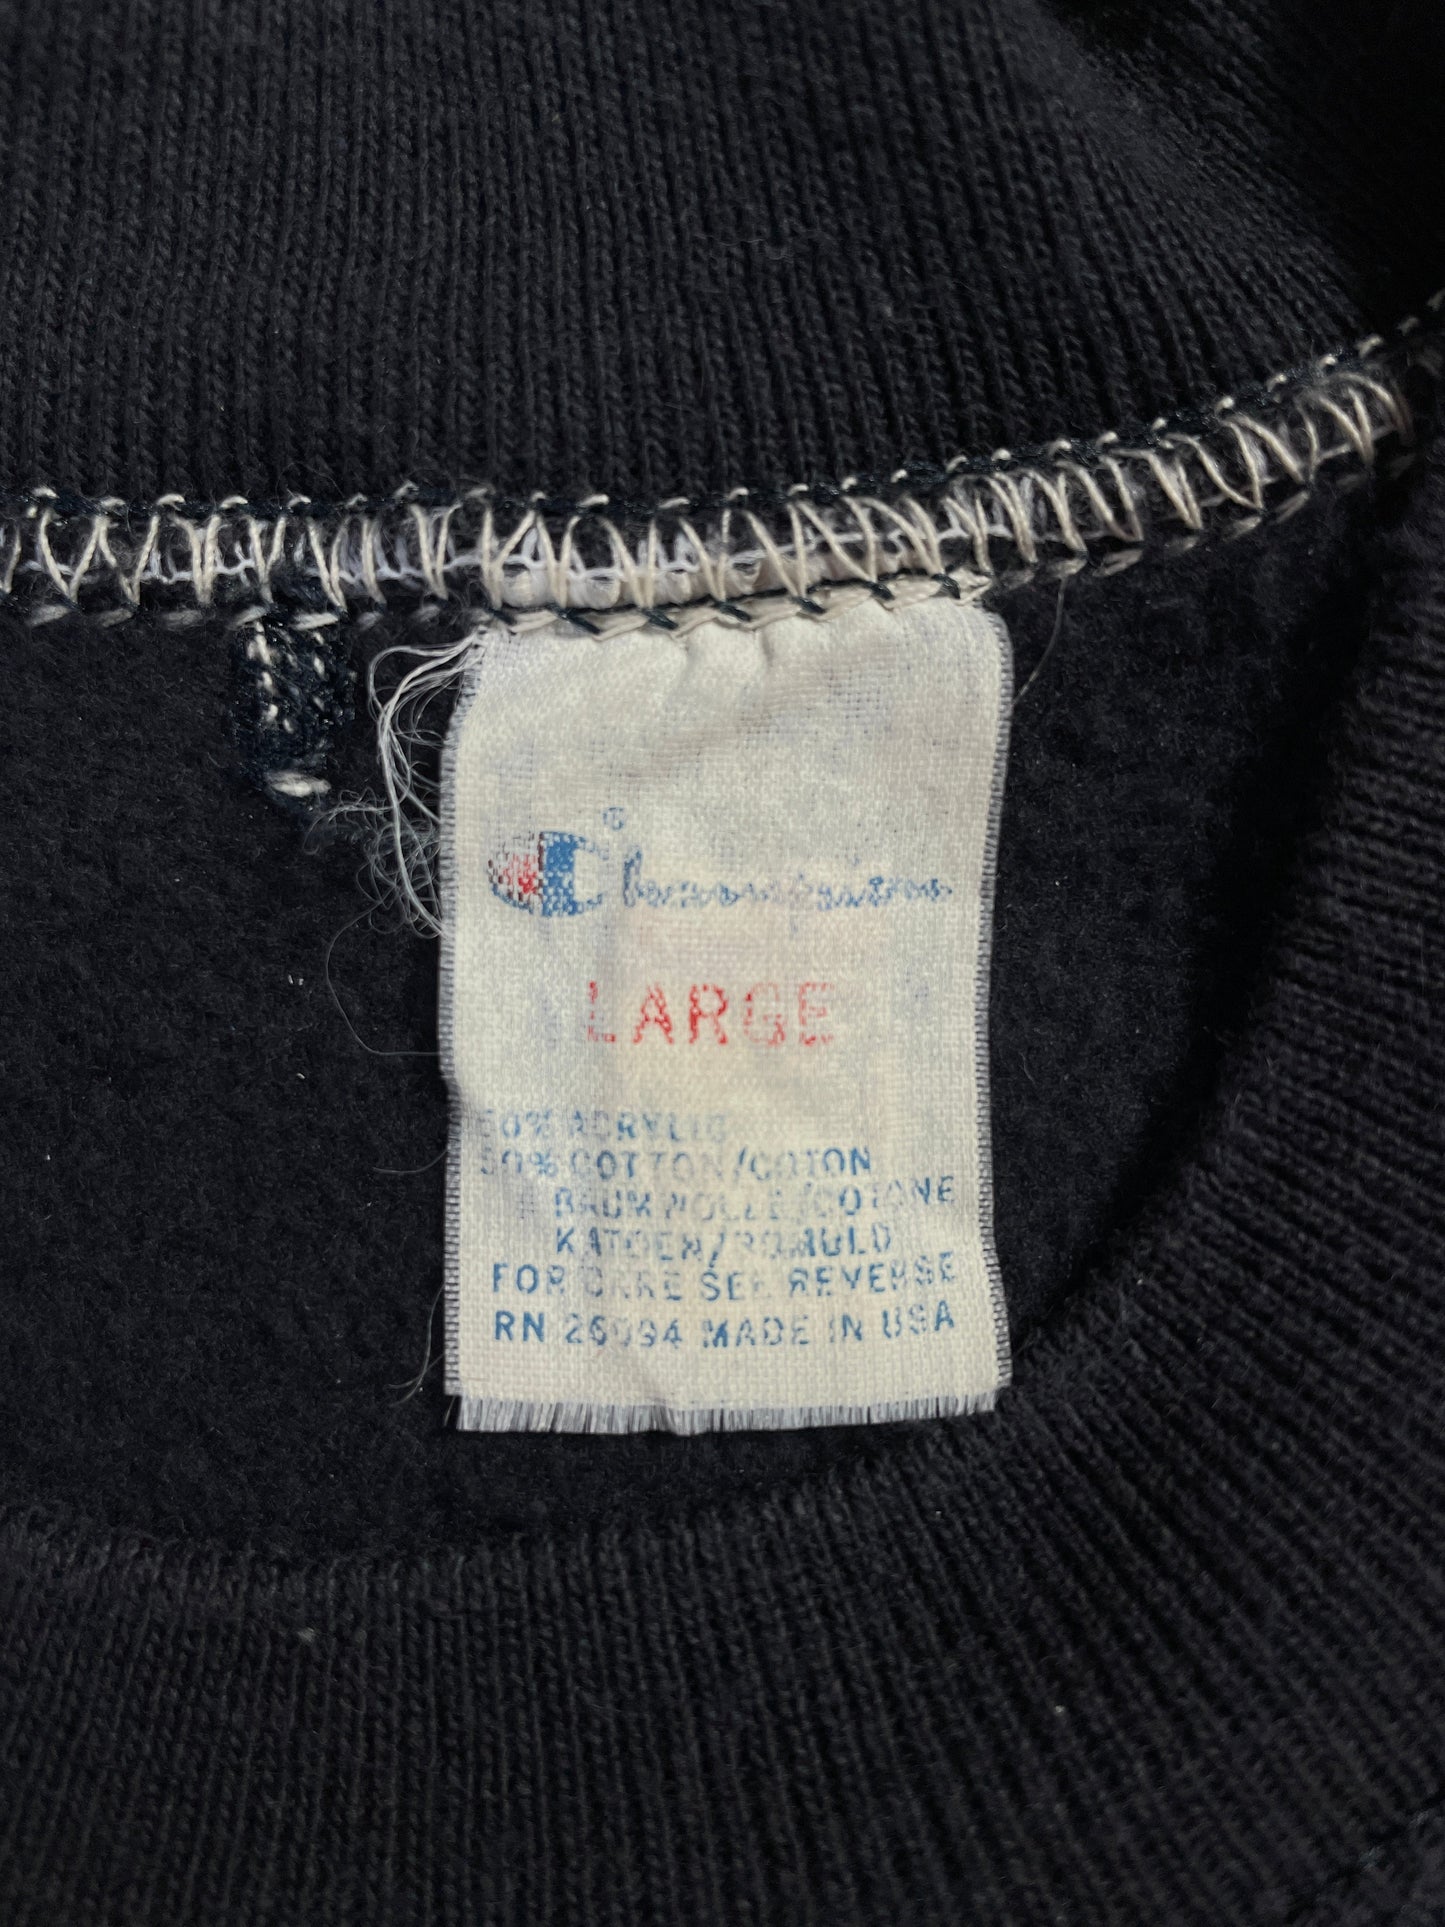 Champion®
LARGE
50% ACRYLIC
50% COTTON/COTON
BAUMWOLLE/COTONE
KATOEN/ROMULD
FOR CARE SEE REVERSE
RN 26094 MADE IN USA